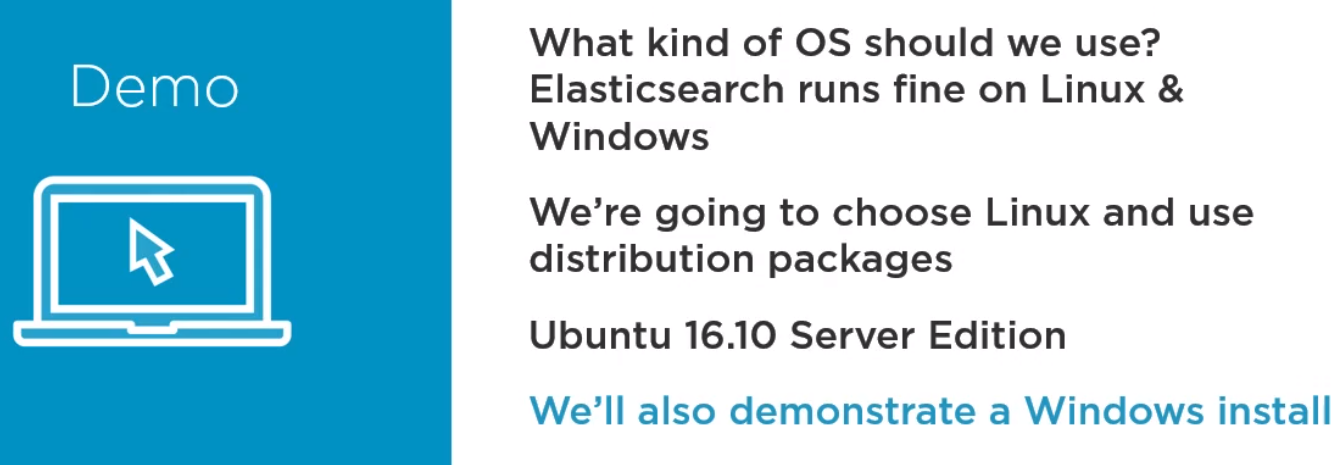 Demo
What kind of OS should we use?
Elasticsearch runs fine on Linux &
Windows
We’re going to choose Linux and use
distribution packages
Ubuntu 16.10 Server Edition
We’ll also demonstrate a Windows install